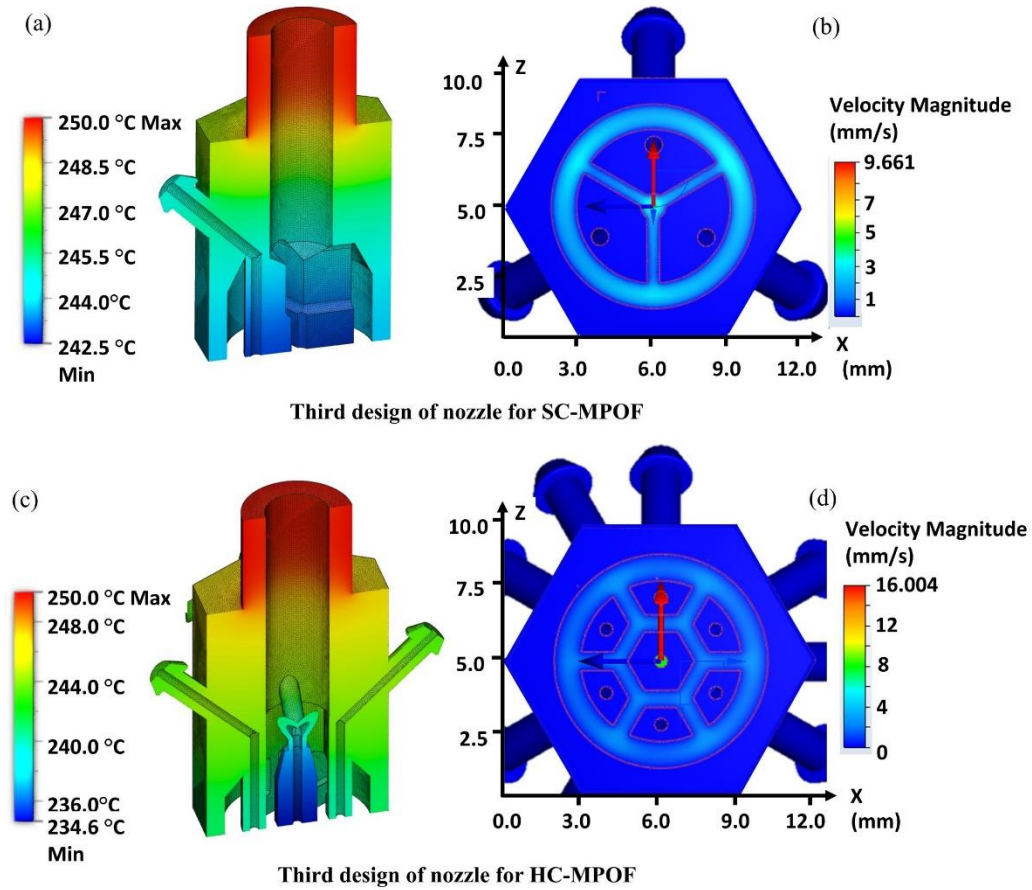 (a)
250.0 °C Max
248.5 °C
247.0 °C
245.5 °C
244.0°C
242.5 °C
Min
(b)
Z
10.0
7.5
5.0
2.5
0.0 3.0 6.0 9.0 12.0
X
(mm)
Velocity Magnitude
(mm/s)
9.661
7
5
3
1
Third design of nozzle for SC-MPOF
(c)
250.0 °C Max
248.0 °C
244.0 °C
240.0 °C
236.0°C
234.6 °C
Min
(d)
Z
10.0
7.5
5.0
2.5
0.0 3.0 6.0 9.0 12.0
X
(mm)
Velocity Magnitude
(mm/s)
16.004
12
8
4
0
Third design of nozzle for HC-MPOF